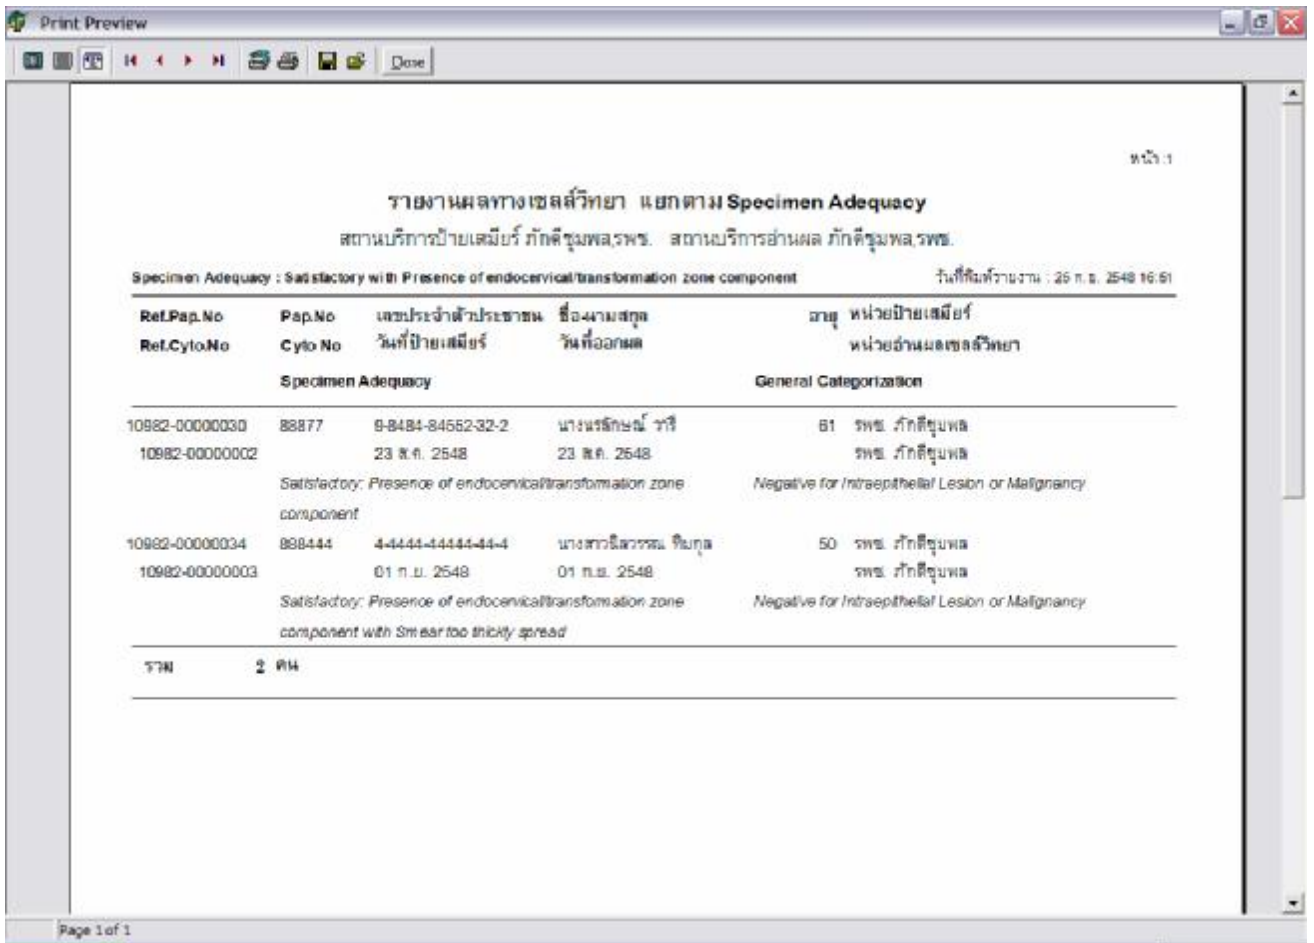 Print Preview
Close
หน้า :1
รายงานผลทางเซลล์วิทยา แยกตาม Specimen Adequacy
สถานบริการป้ายเสมียร์ ภักดีชุมพล,รพช. สถานบริการอ่านผล ภักดีชุมพล,รพช.
Specimen Adequacy : Satisfactory with Presence of endocervical/transformation zone component วันที่พิมพ์รายงาน : 25 ก.ย. 2548 16:51
Ref.Pap.No Pap.No เลขประจำตัวประชาชน ชื่อ-นามสกุล อายุ หน่วยป้ายเสมียร์
Ref.Cyto.No Cyto No วันที่ป้ายเสมียร์ วันที่ออกผล หน่วยอ่านผลเซลล์วิทยา
Specimen Adequacy General Categorization
10982-00000030 88877 9-8484-84552-32-2 61 รพช. ภักดีชุมพล
10982-00000002 23 ส.ค. 2548 23 ส.ค. 2548 รพช. ภักดีชุมพล
Satisfactory: Presence of endocervical/transformation zone Negative for Intraepithelial Lesion or Malignancy
component
10982-00000034 888444 4-4444-44444-44-4 50 รพช. ภักดีชุมพล
10982-00000003 01 ก.ย. 2548 01 ก.ย. 2548 รพช. ภักดีชุมพล
Satisfactory: Presence of endocervical/transformation zone Negative for Intraepithelial Lesion or Malignancy
component with Smear too thickly spread
รวม 2 คน
Page 1 of 1